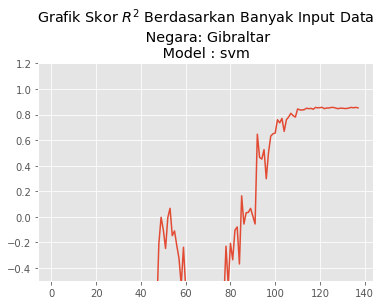 Grafik Skor $R^2$ Berdasarkan Banyak Input Data
Negara: Gibraltar
Model : svm
1.2
1.0
0.8
0.6
0.4
0.2
0.0
−0.2
−0.4
0 20 40 60 80 100 120 140